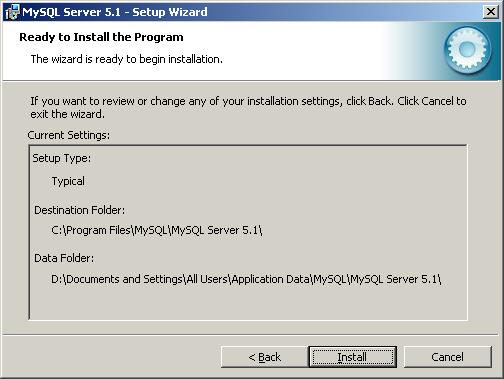 MySQL Server 5.1 - Setup Wizard
Ready to Install the Program
The wizard is ready to begin installation.
If you want to review or change any of your installation settings, click Back. Click Cancel to
exit the wizard.
Current Settings:
Setup Type:
Typical
Destination Folder:
C:\Program Files\MySQL\MySQL Server 5.1\
Data Folder:
D:\Documents and Settings\All Users\Application Data\MySQL\MySQL Server 5.1\
< Back
Install
Cancel